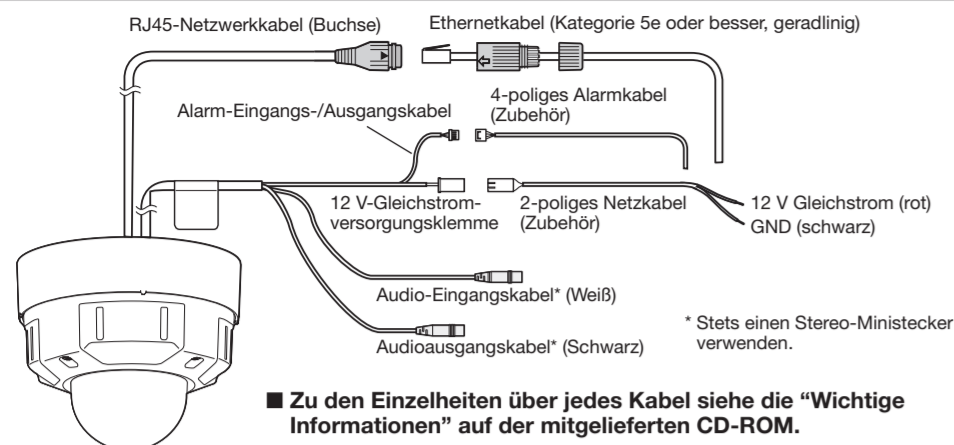 RJ45-Netzwerkkabel (Buchse)
Ethernetkabel (Kategorie 5e oder besser, geradlinig)
Alarm-Eingangs-/Ausgangskabel
4-poliges Alarmkabel
(Zubehör)
12 V-Gleichstrom-
versorgungsklemme
2-poliges Netzkabel
(Zubehör)
12 V Gleichstrom (rot)
GND (schwarz)
Audio-Eingangskabel* (Weiß)
Audioausgangskabel* (Schwarz)
* Stets einen Stereo-Ministecker
verwenden.
■ Zu den Einzelheiten über jedes Kabel siehe die “Wichtige
Informationen” auf der mitgelieferten CD-ROM.